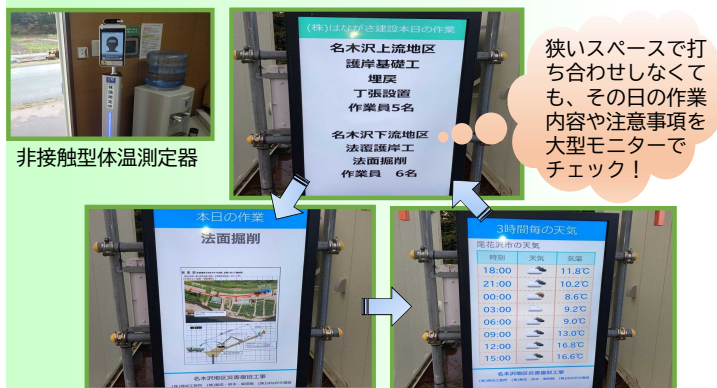 非接触型体温測定器
(株)はながさ建設本日の作業
名木沢上流地区
護岸基礎工
埋戻
丁張設置
作業員5名
名木沢下流地区
法覆護岸工
法面掘削
作業員 6名
狭いスペースで打
ち合わせしなくて
も、その日の作業
内容や注意事項を
大型モニターで
チェック!
本日の作業
法面掘削
名木沢地区災害復旧工事
3時間毎の天気
尾花沢市の天気
時刻 天気 気温
18:00 11.8℃
21:00 10.2℃
00:00 8.6℃
03:00 9.2℃
06:00 9.0℃
09:00 13.0℃
12:00 16.8℃
15:00 16.6℃
名木沢地区災害復旧工事